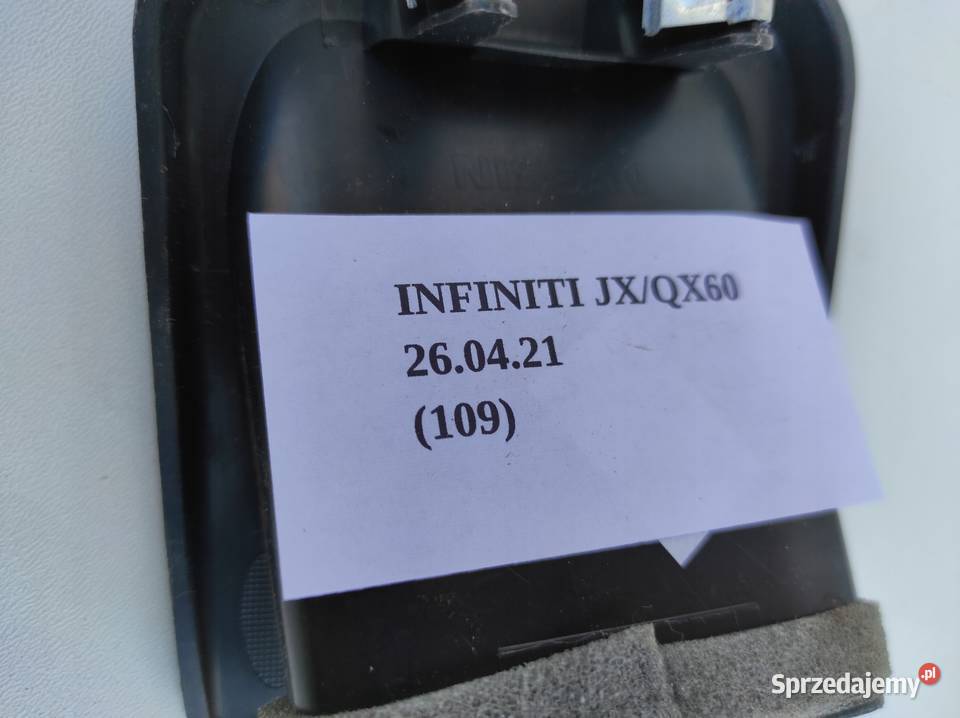 INFINITI JX/QX60
26.04.21
(109)
Sprzedajemy.pl